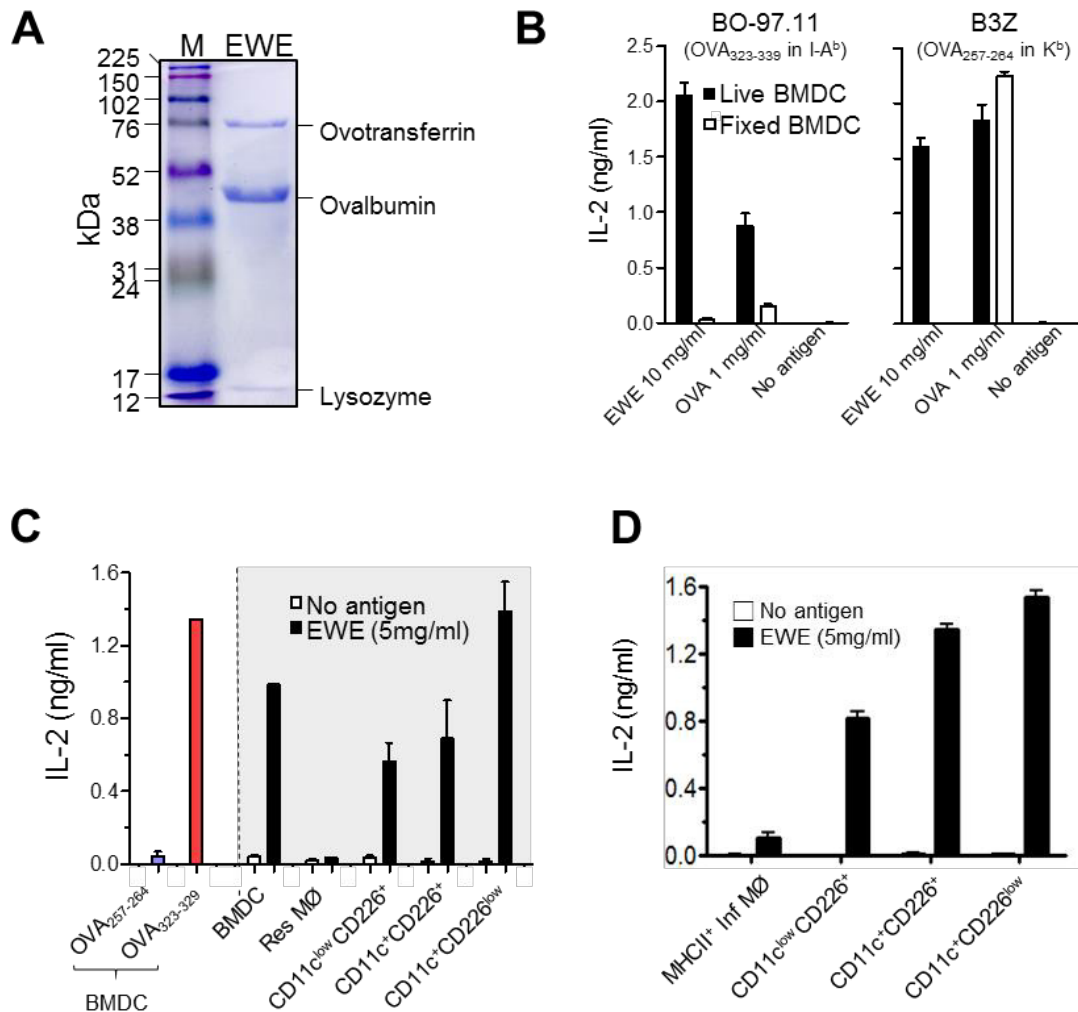 A
M EWE
225
150
102
76
52
38
31
24
17
12
kDa
Ovotransferrin
Ovalbumin
Lysozyme
B
BO-97.11
(OVA323-339 in I-Ab)
B3Z
(OVA257-264 in Kb)
Live BMDC
Fixed BMDC
IL-2 (ng/ml)
2.5
2.0
1.5
1.0
0.5
0.0
EWE 10 mg/ml
OVA 1 mg/ml
No antigen
EWE 10 mg/ml
OVA 1 mg/ml
No antigen
C
IL-2 (ng/ml)
1.6
1.2
0.8
0.4
0.0
No antigen
EWE (5mg/ml)
OVA257-264
OVA323-329
BMDC
BMDC
Res MØ
CD11clow CD226+
CD11c+CD226+
CD11c+CD226low
D
IL-2 (ng/ml)
1.6
1.2
0.8
0.4
0.0
No antigen
EWE (5mg/ml)
MHCII+ Inf MØ
CD11clow CD226+
CD11c+CD226+
CD11c+CD226low